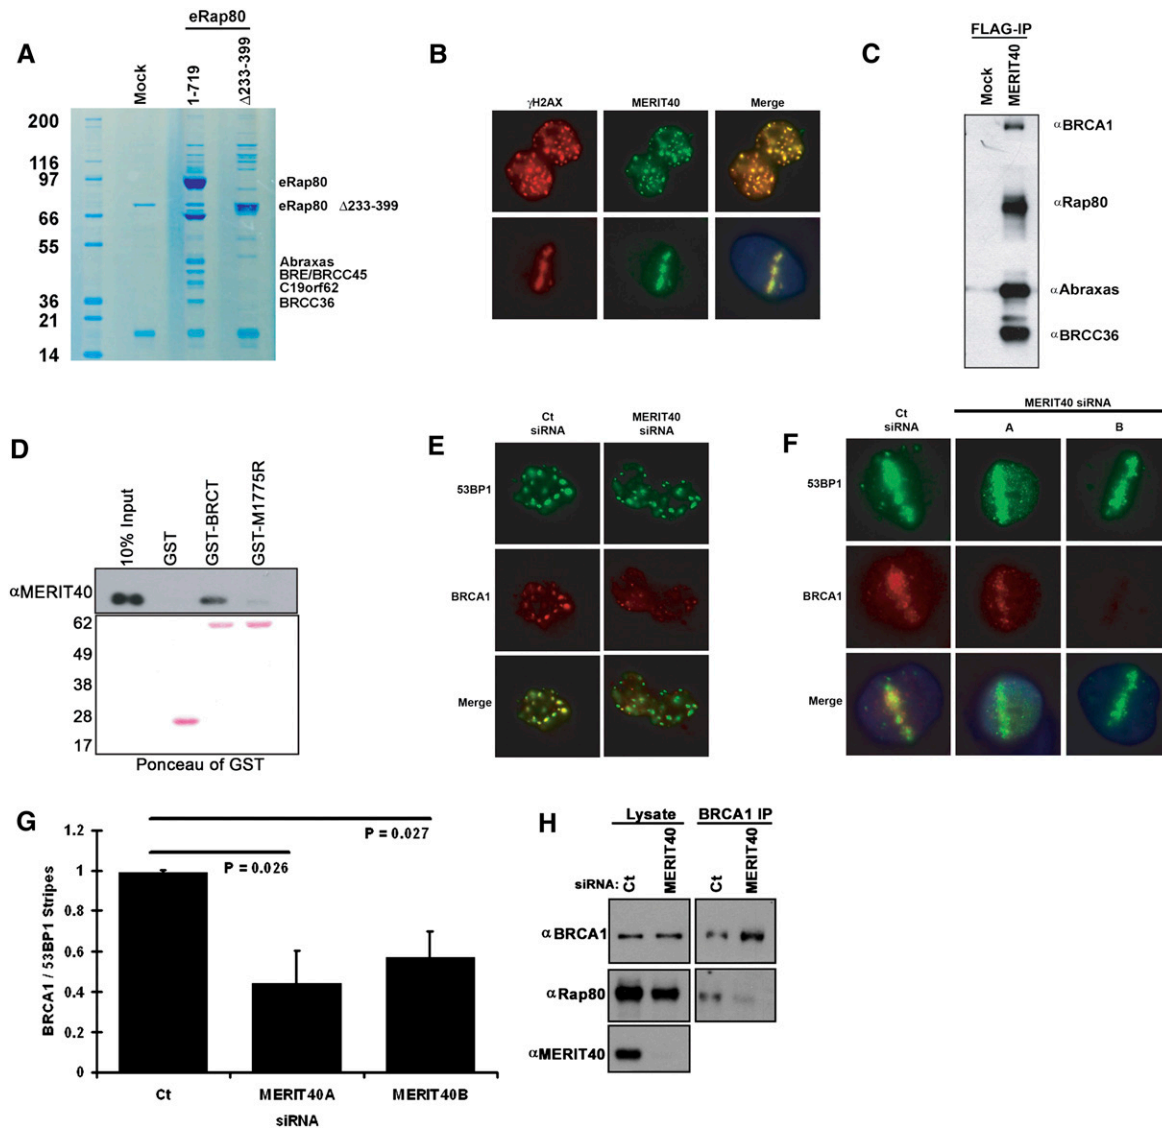 A
eRap80
Mock
1-719
Δ233-399
200
116
97
66
55
36
21
14
eRap80
eRap80 Δ233-399
Abraxas
BRE/BRCC45
C19orf62
BRCC36
B
γH2AX
MERIT40
Merge
C
FLAG-IP
Mock
MERIT40
αBRCA1
αRap80
αAbraxas
αBRCC36
D
10% Input
GST
GST-BRCT
GST-M1775R
αMERIT40
62
49
38
28
17
Ponceau of GST
E
Ct
siRNA
MERIT40
siRNA
53BP1
BRCA1
Merge
F
Ct
siRNA
MERIT40 siRNA
A
B
53BP1
BRCA1
Merge
G
BRCA1 / 53BP1 Stripes
1.2
1
0.8
0.6
0.4
0.2
0
P = 0.027
P = 0.026
Ct
MERIT40A
MERIT40B
siRNA
H
Lysate
BRCA1 IP
siRNA:
Ct
MERIT40
Ct
MERIT40
αBRCA1
αRap80
αMERIT40